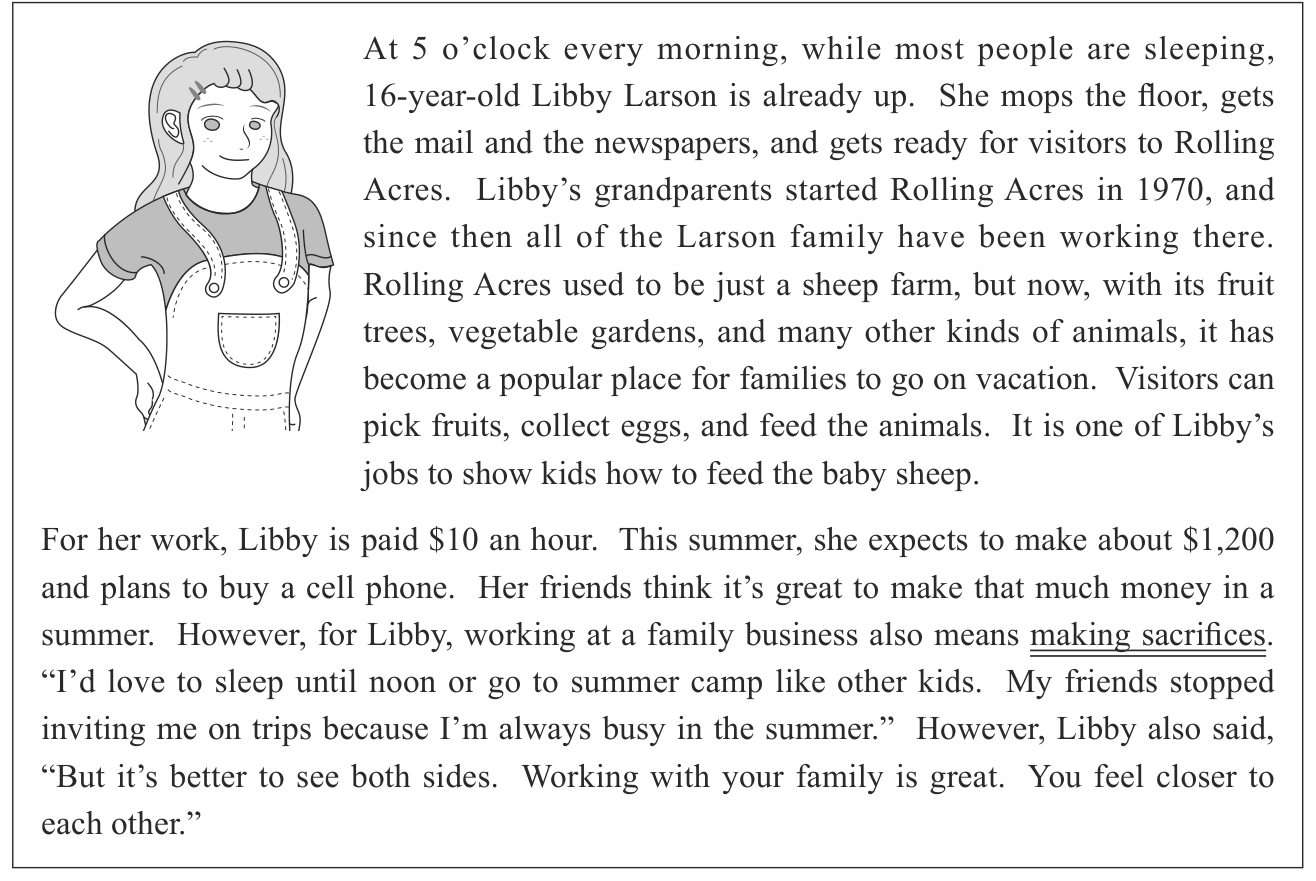 At 5 o’clock every morning, while most people are sleeping,
16-year-old Libby Larson is already up.  She mops the floor, gets
the mail and the newspapers, and gets ready for visitors to Rolling
Acres.  Libby’s grandparents started Rolling Acres in 1970, and
since then all of the Larson family have been working there.
Rolling Acres used to be just a sheep farm, but now, with its fruit
trees, vegetable gardens, and many other kinds of animals, it has
become a popular place for families to go on vacation.  Visitors can
pick fruits, collect eggs, and feed the animals.  It is one of Libby’s
jobs to show kids how to feed the baby sheep.
For her work, Libby is paid $10 an hour.  This summer, she expects to make about $1,200
and plans to buy a cell phone.  Her friends think it’s great to make that much money in a
summer.  However, for Libby, working at a family business also means making sacrifices.
“I’d love to sleep until noon or go to summer camp like other kids.  My friends stopped
inviting me on trips because I’m always busy in the summer.”  However, Libby also said,
“But it’s better to see both sides.  Working with your family is great.  You feel closer to
each other.”